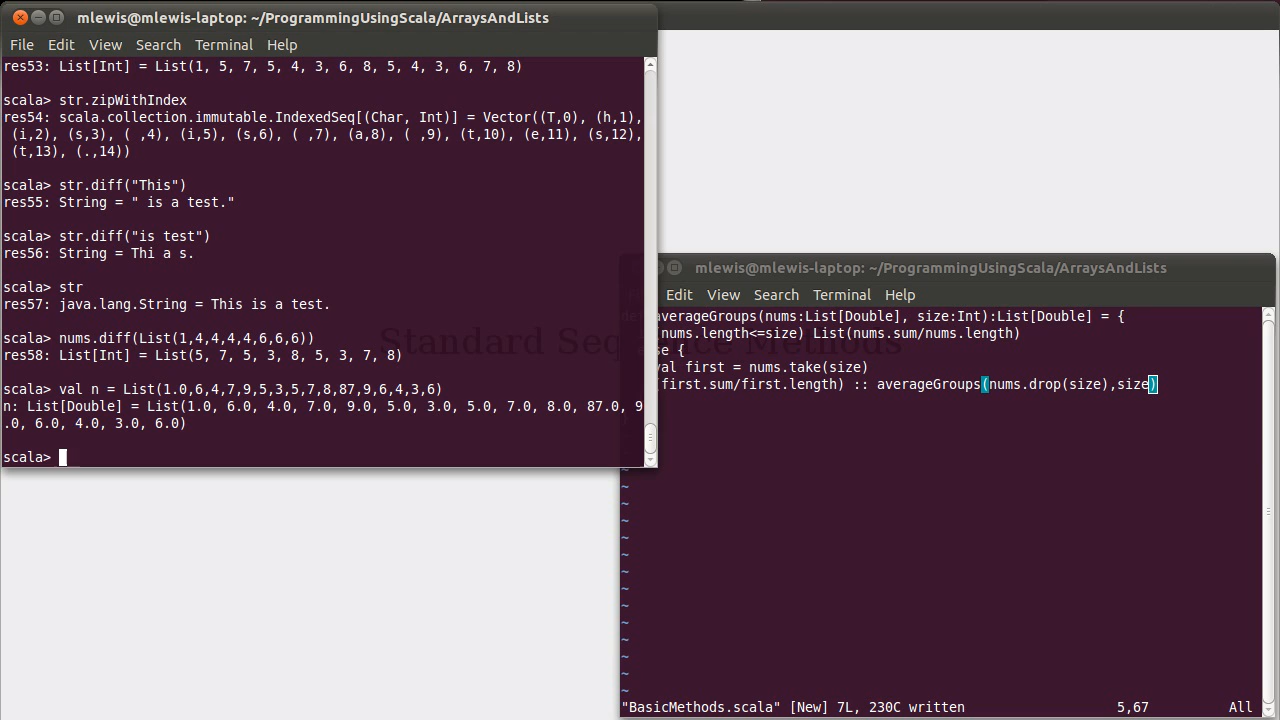 mlewis@mlewis-laptop: ~/ProgrammingUsingScala/ArraysAndLists
File Edit View Search Terminal Help
res53: List[Int] = List(1, 5, 7, 5, 4, 3, 6, 8, 5, 4, 3, 6, 7, 8)
scala> str.zipWithIndex
res54: scala.collection.immutable.IndexedSeq[(Char, Int)] = Vector((T,0), (h,1),
(i,2), (s,3), ( ,4), (i,5), (s,6), ( ,7), (a,8), ( ,9), (t,10), (e,11), (s,12),
(t,13), (.,14))
scala> str.diff("This")
res55: String = " is a test."
scala> str.diff("is test")
res56: String = Thi a s.
scala> str
res57: java.lang.String = This is a test.
scala> nums.diff(List(1,4,4,4,4,6,6,6))
res58: List[Int] = List(5, 7, 5, 3, 8, 5, 3, 7, 8)
scala> val n = List(1.0,6,4,7,9,5,3,5,7,8,87,9,6,4,3,6)
n: List[Double] = List(1.0, 6.0, 4.0, 7.0, 9.0, 5.0, 3.0, 5.0, 7.0, 8.0, 87.0, 9
.0, 6.0, 4.0, 3.0, 6.0)
scala>
Standard Sequence Methods
mlewis@mlewis-laptop: ~/ProgrammingUsingScala/ArraysAndLists
Edit View Search Terminal Help
averageGroups(nums:List[Double], size:Int):List[Double] = {
(nums.length<=size) List(nums.sum/nums.length)
se {
val first = nums.take(size)
(first.sum/first.length) :: averageGroups(nums.drop(size),size)
~
~
~
~
~
~
~
~
~
~
~
~
~
~
"BasicMethods.scala" [New] 7L, 230C written 5,67 All